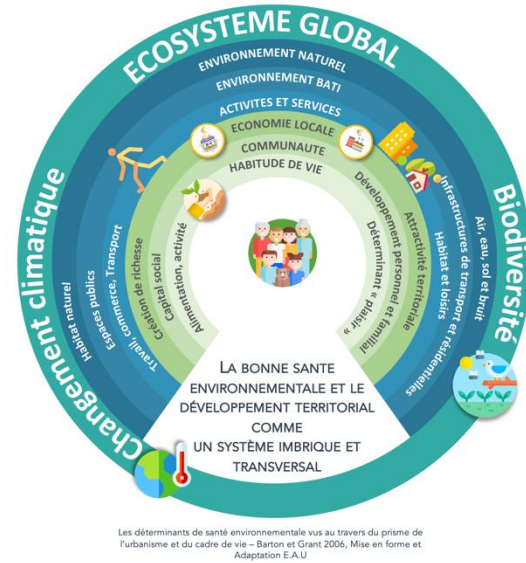 ECOSYSTEME GLOBAL
ENVIRONNEMENT NATUREL
ENVIRONNEMENT BATI
ACTIVITES ET SERVICES
ECONOMIE LOCALE
COMMUNAUTE
HABITUDE DE VIE
Changement climatique
Habitat naturel
Espaces publics
Travail, commerce, Transport
Création de richesse
Capital social
Alimentation, activité
Déterminant « plaisir »
Développement personnel et familial
Attractivité territoriale
Habitat et loisirs
Infrastructures de transport et résidentielles
Air, eau, sol et bruit
Biodiversité
LA BONNE SANTE
ENVIRONNEMENTALE ET LE
DÉVELOPPEMENT TERRITORIAL
COMME
UN SYSTÈME IMBRIQUE ET
TRANSVERSAL
Les déterminants de santé environnementale vus au travers du prisme de
l'urbanisme et du cadre de vie – Barton et Grant 2006, Mise en forme et
Adaptation E.A.U